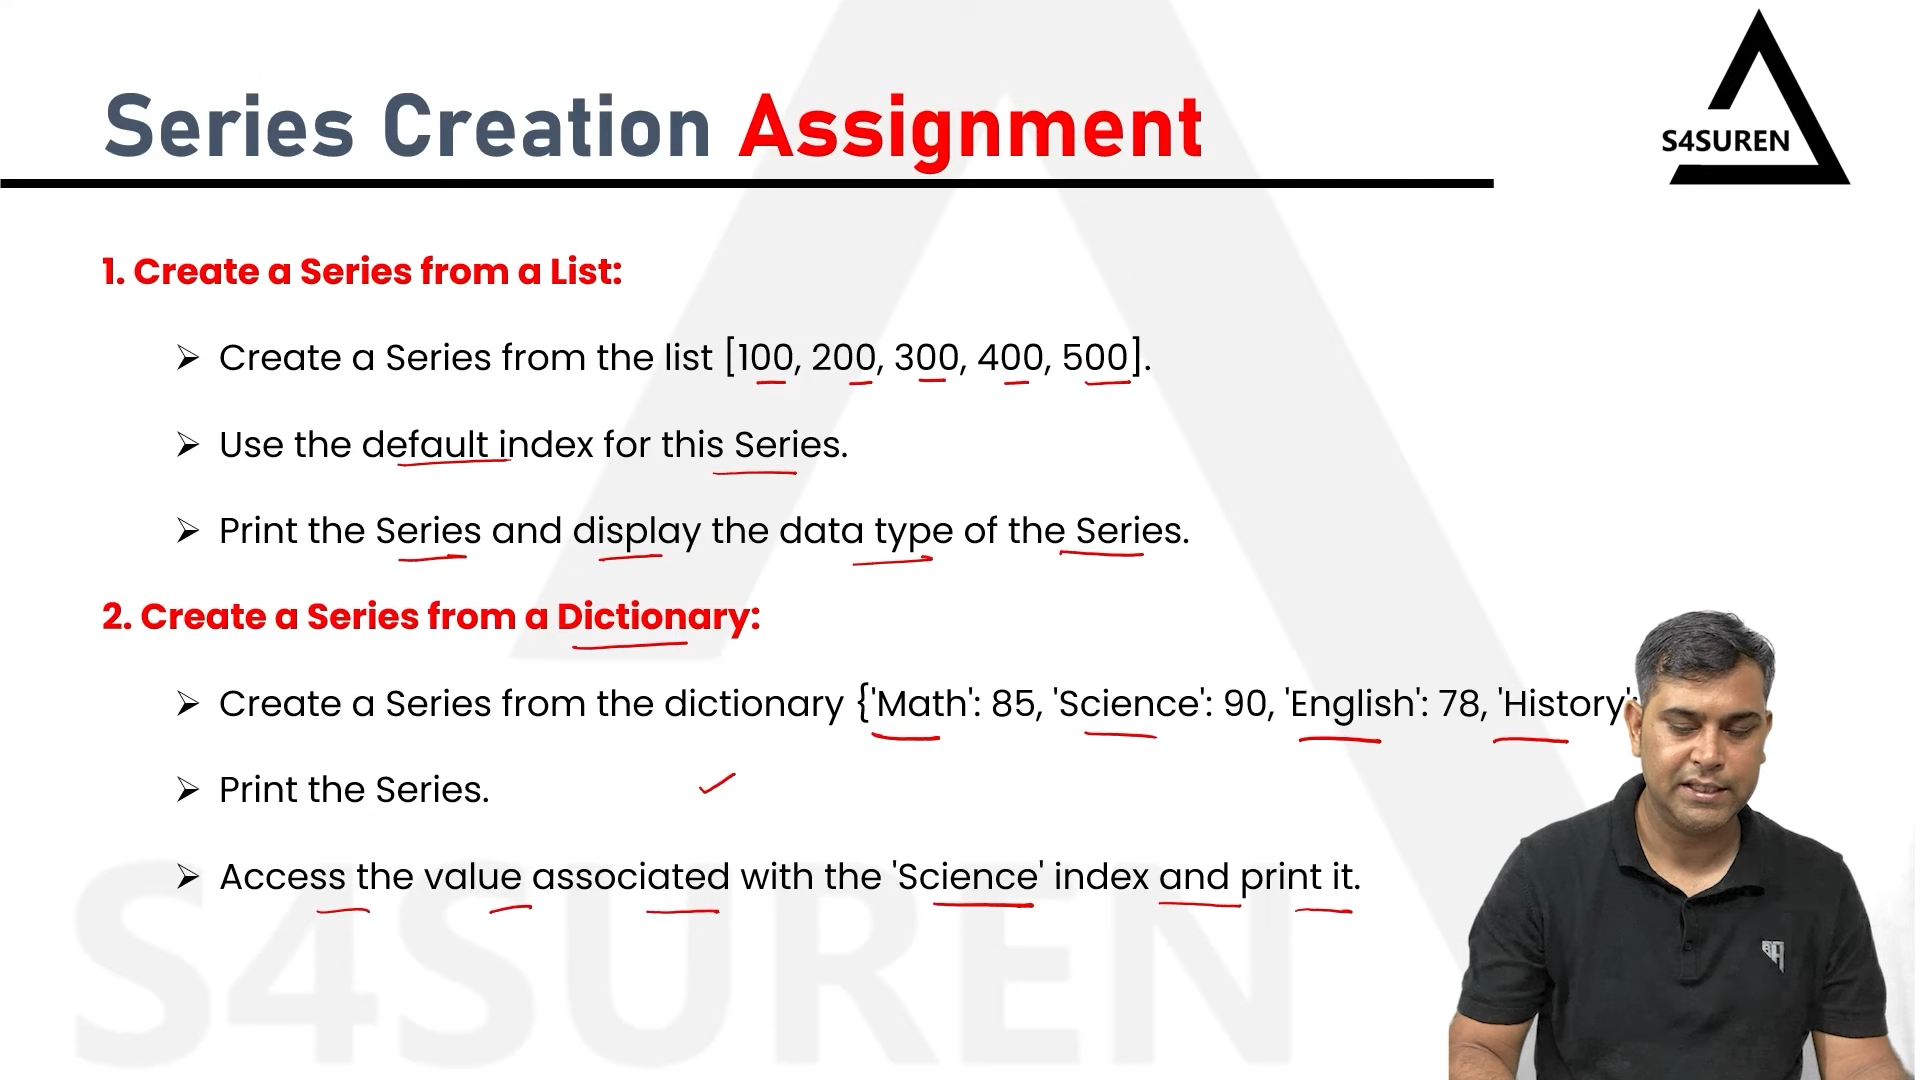 Series Creation Assignment
S4SUREN
1. Create a Series from a List:
➢ Create a Series from the list [100, 200, 300, 400, 500].
➢ Use the default index for this Series.
➢ Print the Series and display the data type of the Series.
2. Create a Series from a Dictionary:
➢ Create a Series from the dictionary {'Math': 85, 'Science': 90, 'English': 78, 'History':
➢ Print the Series.
➢ Access the value associated with the 'Science' index and print it.
S4SUREN